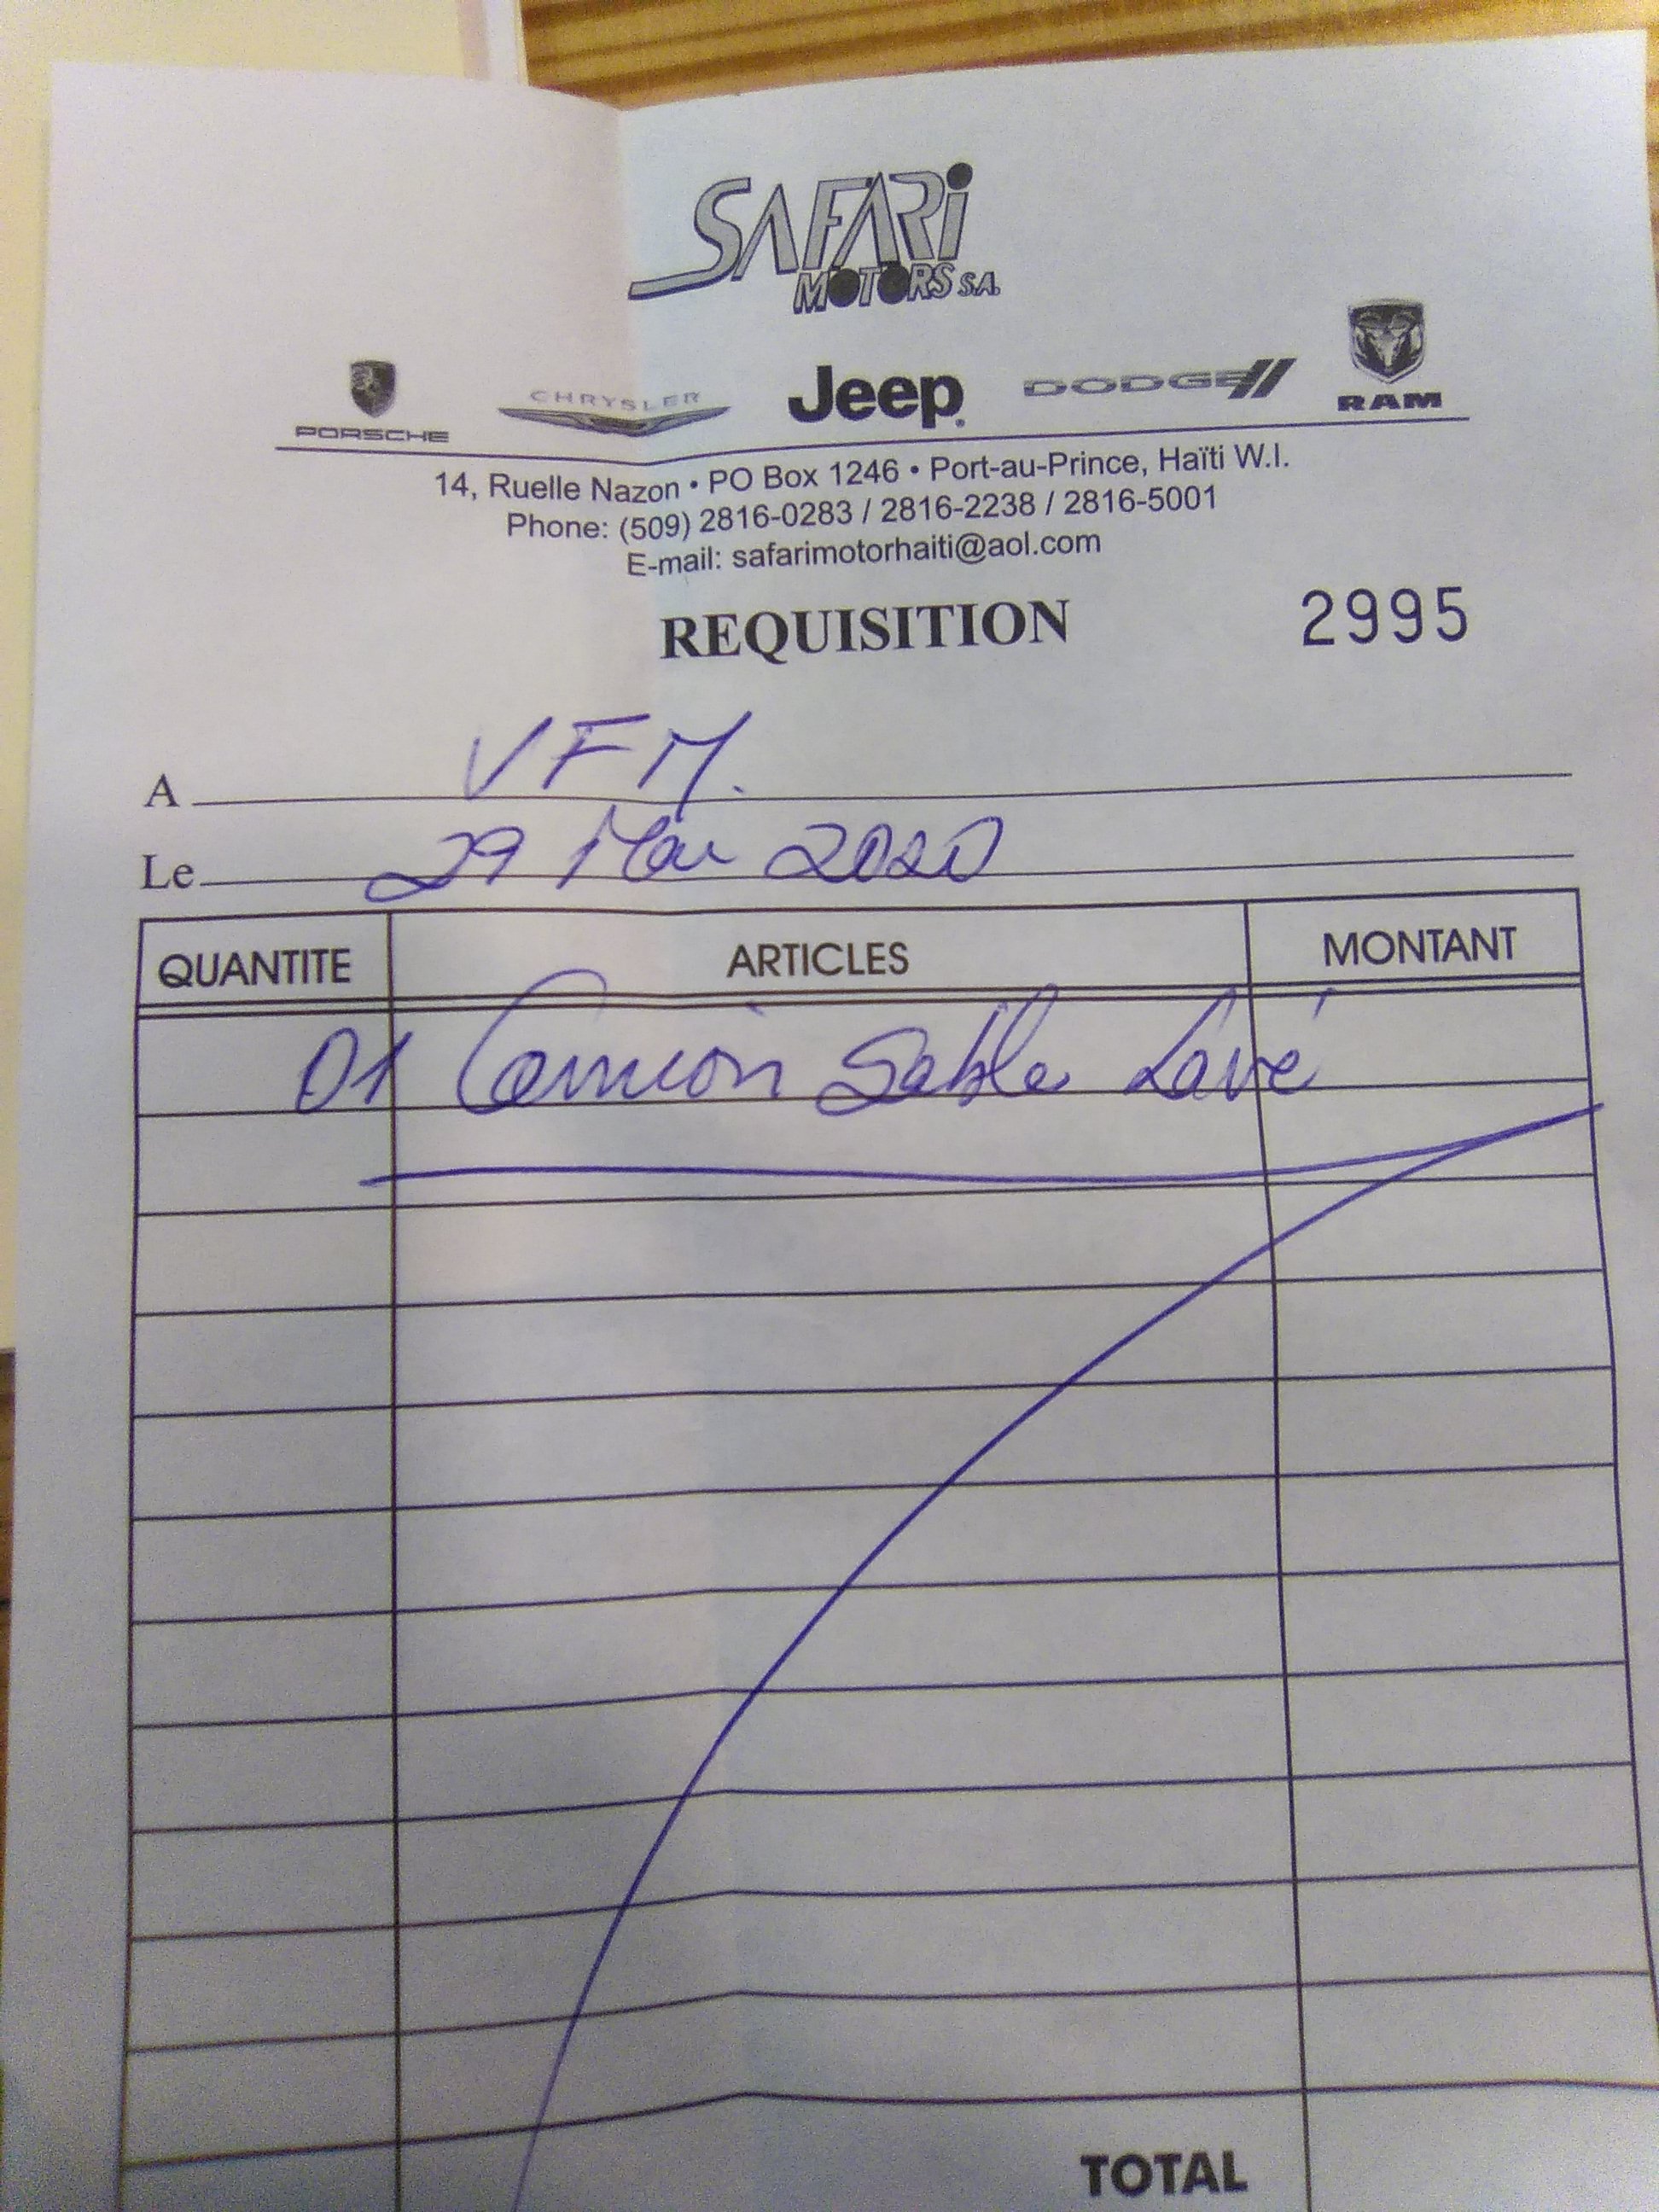 SAFARi
MOTORS S.A.
PORSCHE CHRYSLER Jeep DODGE RAM
14, Ruelle Nazon • PO Box 1246 • Port-au-Prince, Haïti W.I.
Phone: (509) 2816-0283 / 2816-2238 / 2816-5001
E-mail: safarimotorhaiti@aol.com
REQUISITION 2995
A VFM.
Le 29 Mai 2020
QUANTITE ARTICLES MONTANT
01 Camion Sable Lavé
TOTAL